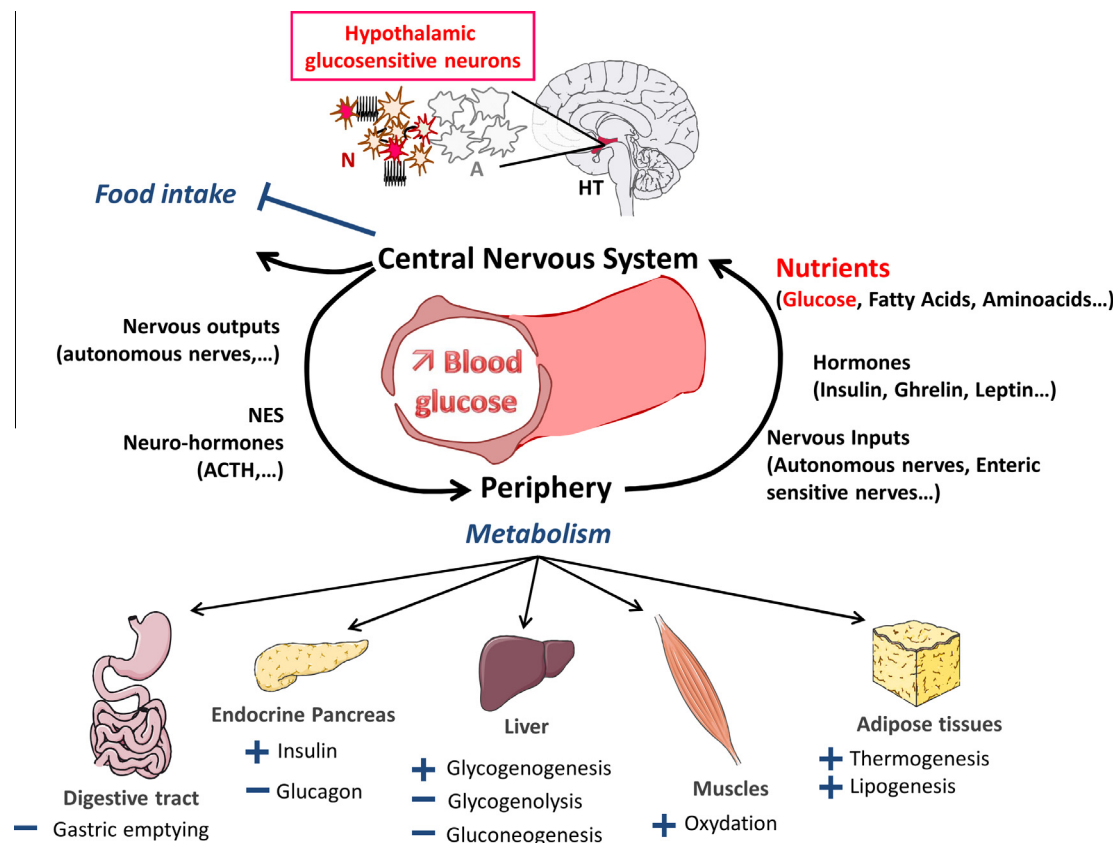 Hypothalamic
glucosensitive neurons
N
A
HT
Food intake
Central Nervous System
Nutrients
(Glucose, Fatty Acids, Aminoacids...)
Nervous outputs
(autonomous nerves,...)
↗ Blood
glucose
Hormones
(Insulin, Ghrelin, Leptin...)
NES
Neuro-hormones
(ACTH,...)
Nervous Inputs
(Autonomous nerves, Enteric
sensitive nerves...)
Periphery
Metabolism
Digestive tract
− Gastric emptying
Endocrine Pancreas
+ Insulin
− Glucagon
Liver
+ Glycogenogenesis
− Glycogenolysis
− Gluconeogenesis
Muscles
+ Oxydation
Adipose tissues
+ Thermogenesis
+ Lipogenesis